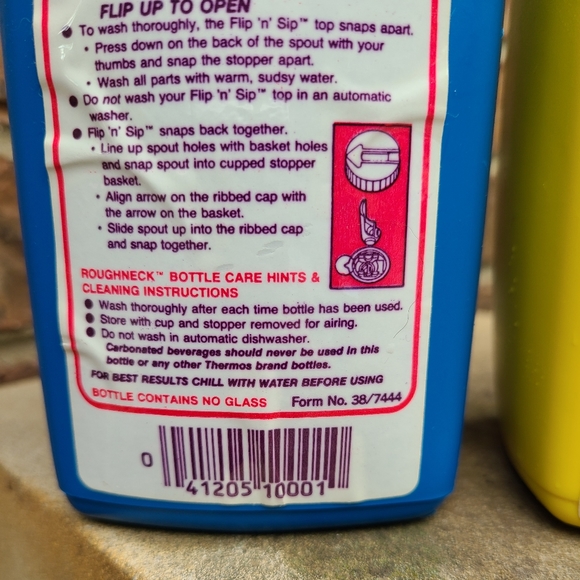 FLIP UP TO OPEN
● To wash thoroughly, the Flip 'n' Sip™ top snaps apart.
• Press down on the back of the spout with your
thumbs and snap the stopper apart.
• Wash all parts with warm, sudsy water.
● Do not wash your Flip 'n' Sip™ top in an automatic
washer.
● Flip 'n' Sip™ snaps back together.
• Line up spout holes with basket holes
and snap spout into cupped stopper
basket.
• Align arrow on the ribbed cap with
the arrow on the basket.
• Slide spout up into the ribbed cap
and snap together.
ROUGHNECK™ BOTTLE CARE HINTS &
CLEANING INSTRUCTIONS
● Wash thoroughly after each time bottle has been used.
● Store with cup and stopper removed for airing.
● Do not wash in automatic dishwasher.
Carbonated beverages should never be used in this
bottle or any other Thermos brand bottles.
FOR BEST RESULTS CHILL WITH WATER BEFORE USING
BOTTLE CONTAINS NO GLASS Form No. 38/7444
0 41205 10001